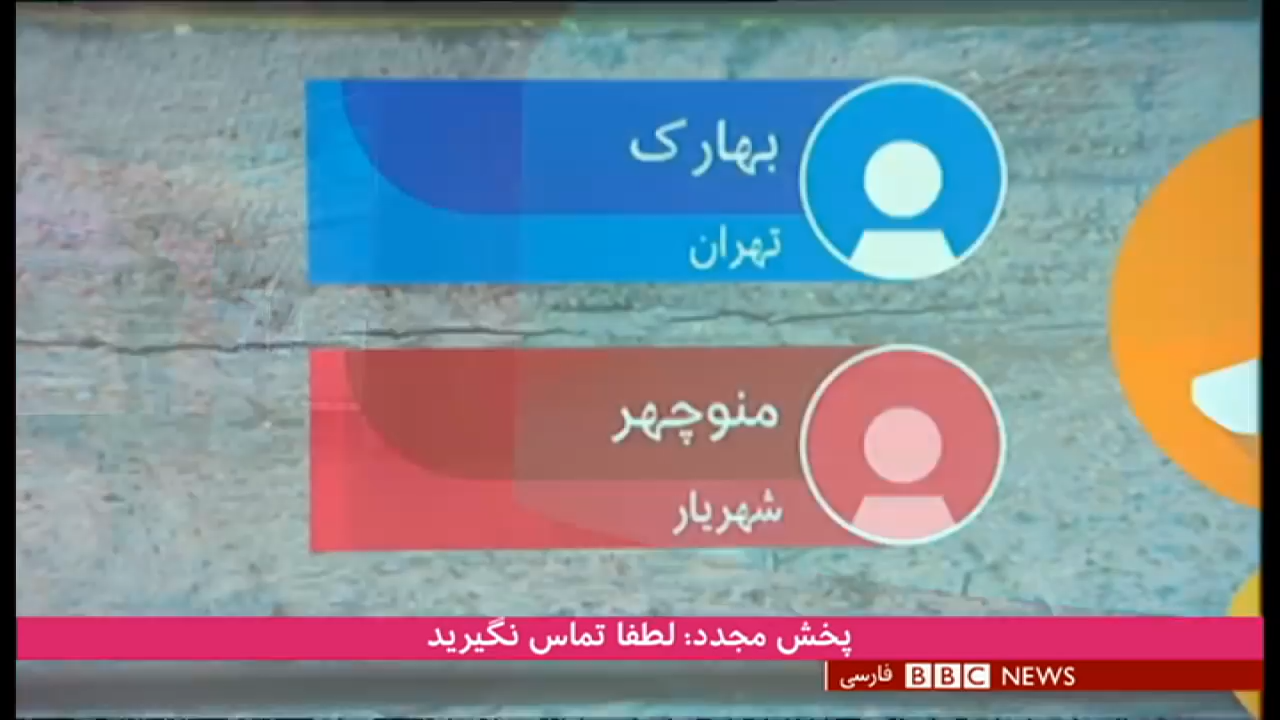 بهارک
تهران
منوچهر
شهریار
پخش مجدد: لطفا تماس نگیرید
فارسی BBC NEWS